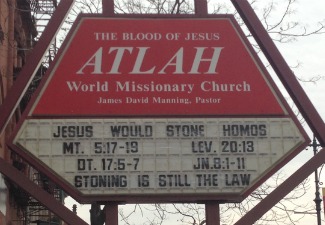 THE BLOOD OF JESUS
ATLAH
World Missionary Church
James David Manning, Pastor
JESUS WOULD STONE HOMOS
MT. 5:17-19 LEV. 20:13
DT. 17:5-7 JN.8:1-11
STONING IS STILL THE LAW